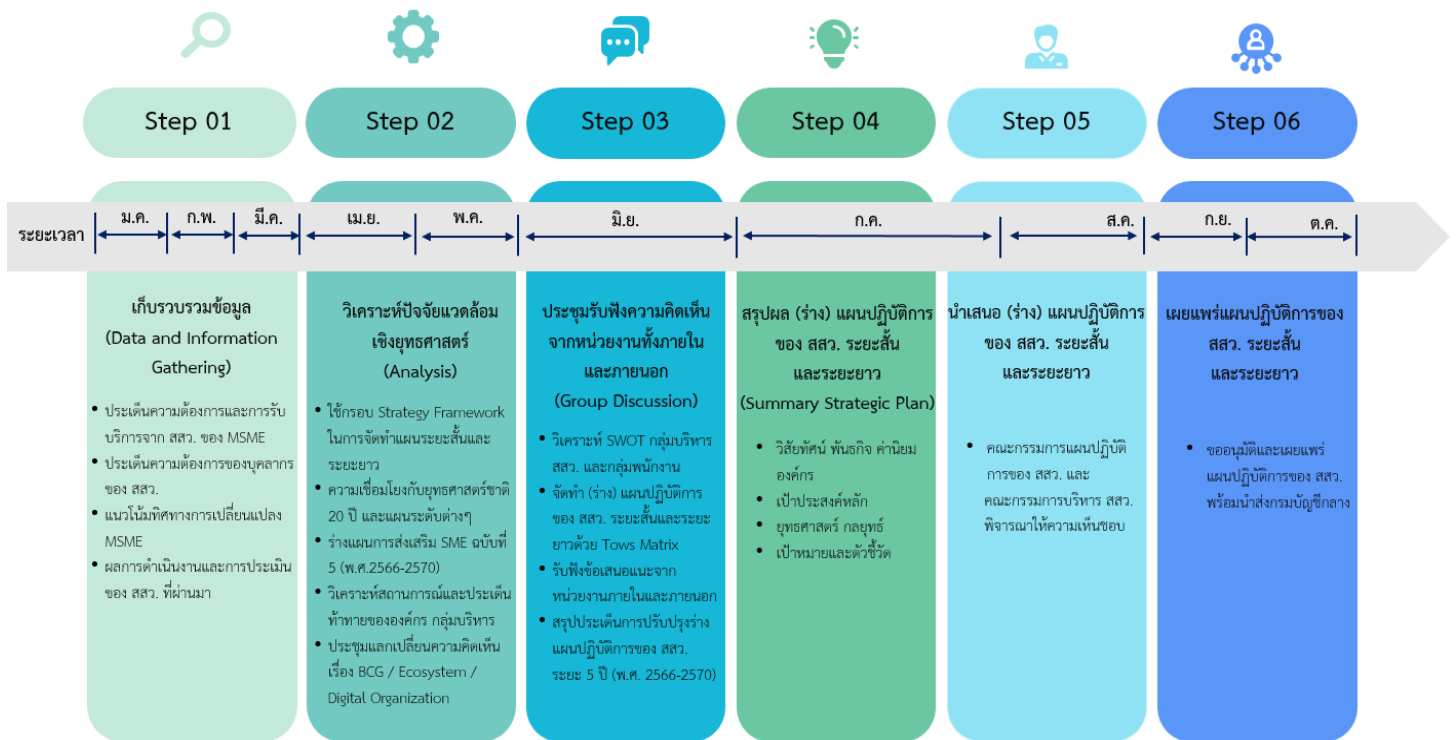 Step 01
Step 02
Step 03
Step 04
Step 05
Step 06
ระยะเวลา
ม.ค.
ก.พ.
มี.ค.
เม.ย.
พ.ค.
มิ.ย.
ก.ค.
ส.ค.
ก.ย.
ต.ค.
เก็บรวบรวมข้อมูล
(Data and Information
Gathering)
• ประเด็นความต้องการและการรับ
บริการจาก สสว. ของ MSME
• ประเด็นความต้องการของบุคลากร
ของ สสว.
• แนวโน้มทิศทางการเปลี่ยนแปลง
MSME
• ผลการดำเนินงานและการประเมิน
ของ สสว. ที่ผ่านมา
วิเคราะห์ปัจจัยแวดล้อม
เชิงยุทธศาสตร์
(Analysis)
• ใช้กรอบ Strategy Framework
ในการจัดทำแผนระยะสั้นและ
ระยะยาว
• ความเชื่อมโยงกับยุทธศาสตร์ชาติ
20 ปี และแผนระดับต่างๆ
• ร่างแผนการส่งเสริม SME ฉบับที่
5 (พ.ศ.2566-2570)
• วิเคราะห์สถานการณ์และประเด็น
ท้าทายขององค์กร กลุ่มบริหาร
• ประชุมแลกเปลี่ยนความคิดเห็น
เรื่อง BCG / Ecosystem /
Digital Organization
ประชุมรับฟังความคิดเห็น
จากหน่วยงานทั้งภายใน
และภายนอก
(Group Discussion)
• วิเคราะห์ SWOT กลุ่มบริหาร
สสว. และกลุ่มพนักงาน
• จัดทำ (ร่าง) แผนปฏิบัติการ
ของ สสว. ระยะสั้นและระยะ
ยาวด้วย Tows Matrix
• รับฟังข้อเสนอแนะจาก
หน่วยงานภายในและภายนอก
• สรุปประเด็นการปรับปรุงร่าง
แผนปฏิบัติการของ สสว.
ระยะ 5 ปี (พ.ศ. 2566-2570)
สรุปผล (ร่าง) แผนปฏิบัติการ
ของ สสว. ระยะสั้น
และระยะยาว
(Summary Strategic Plan)
• วิสัยทัศน์ พันธกิจ ค่านิยม
องค์กร
• เป้าประสงค์หลัก
• ยุทธศาสตร์ กลยุทธ์
• เป้าหมายและตัวชี้วัด
นำเสนอ (ร่าง) แผนปฏิบัติการ
ของ สสว. ระยะสั้น
และระยะยาว
• คณะกรรมการแผนปฏิบัติ
การของ สสว. และ
คณะกรรมการบริหาร สสว.
พิจารณาให้ความเห็นชอบ
เผยแพร่แผนปฏิบัติการของ
สสว. ระยะสั้น
และระยะยาว
• ขออนุมัติและเผยแพร่
แผนปฏิบัติการของ สสว.
พร้อมนำส่งกรมบัญชีกลาง